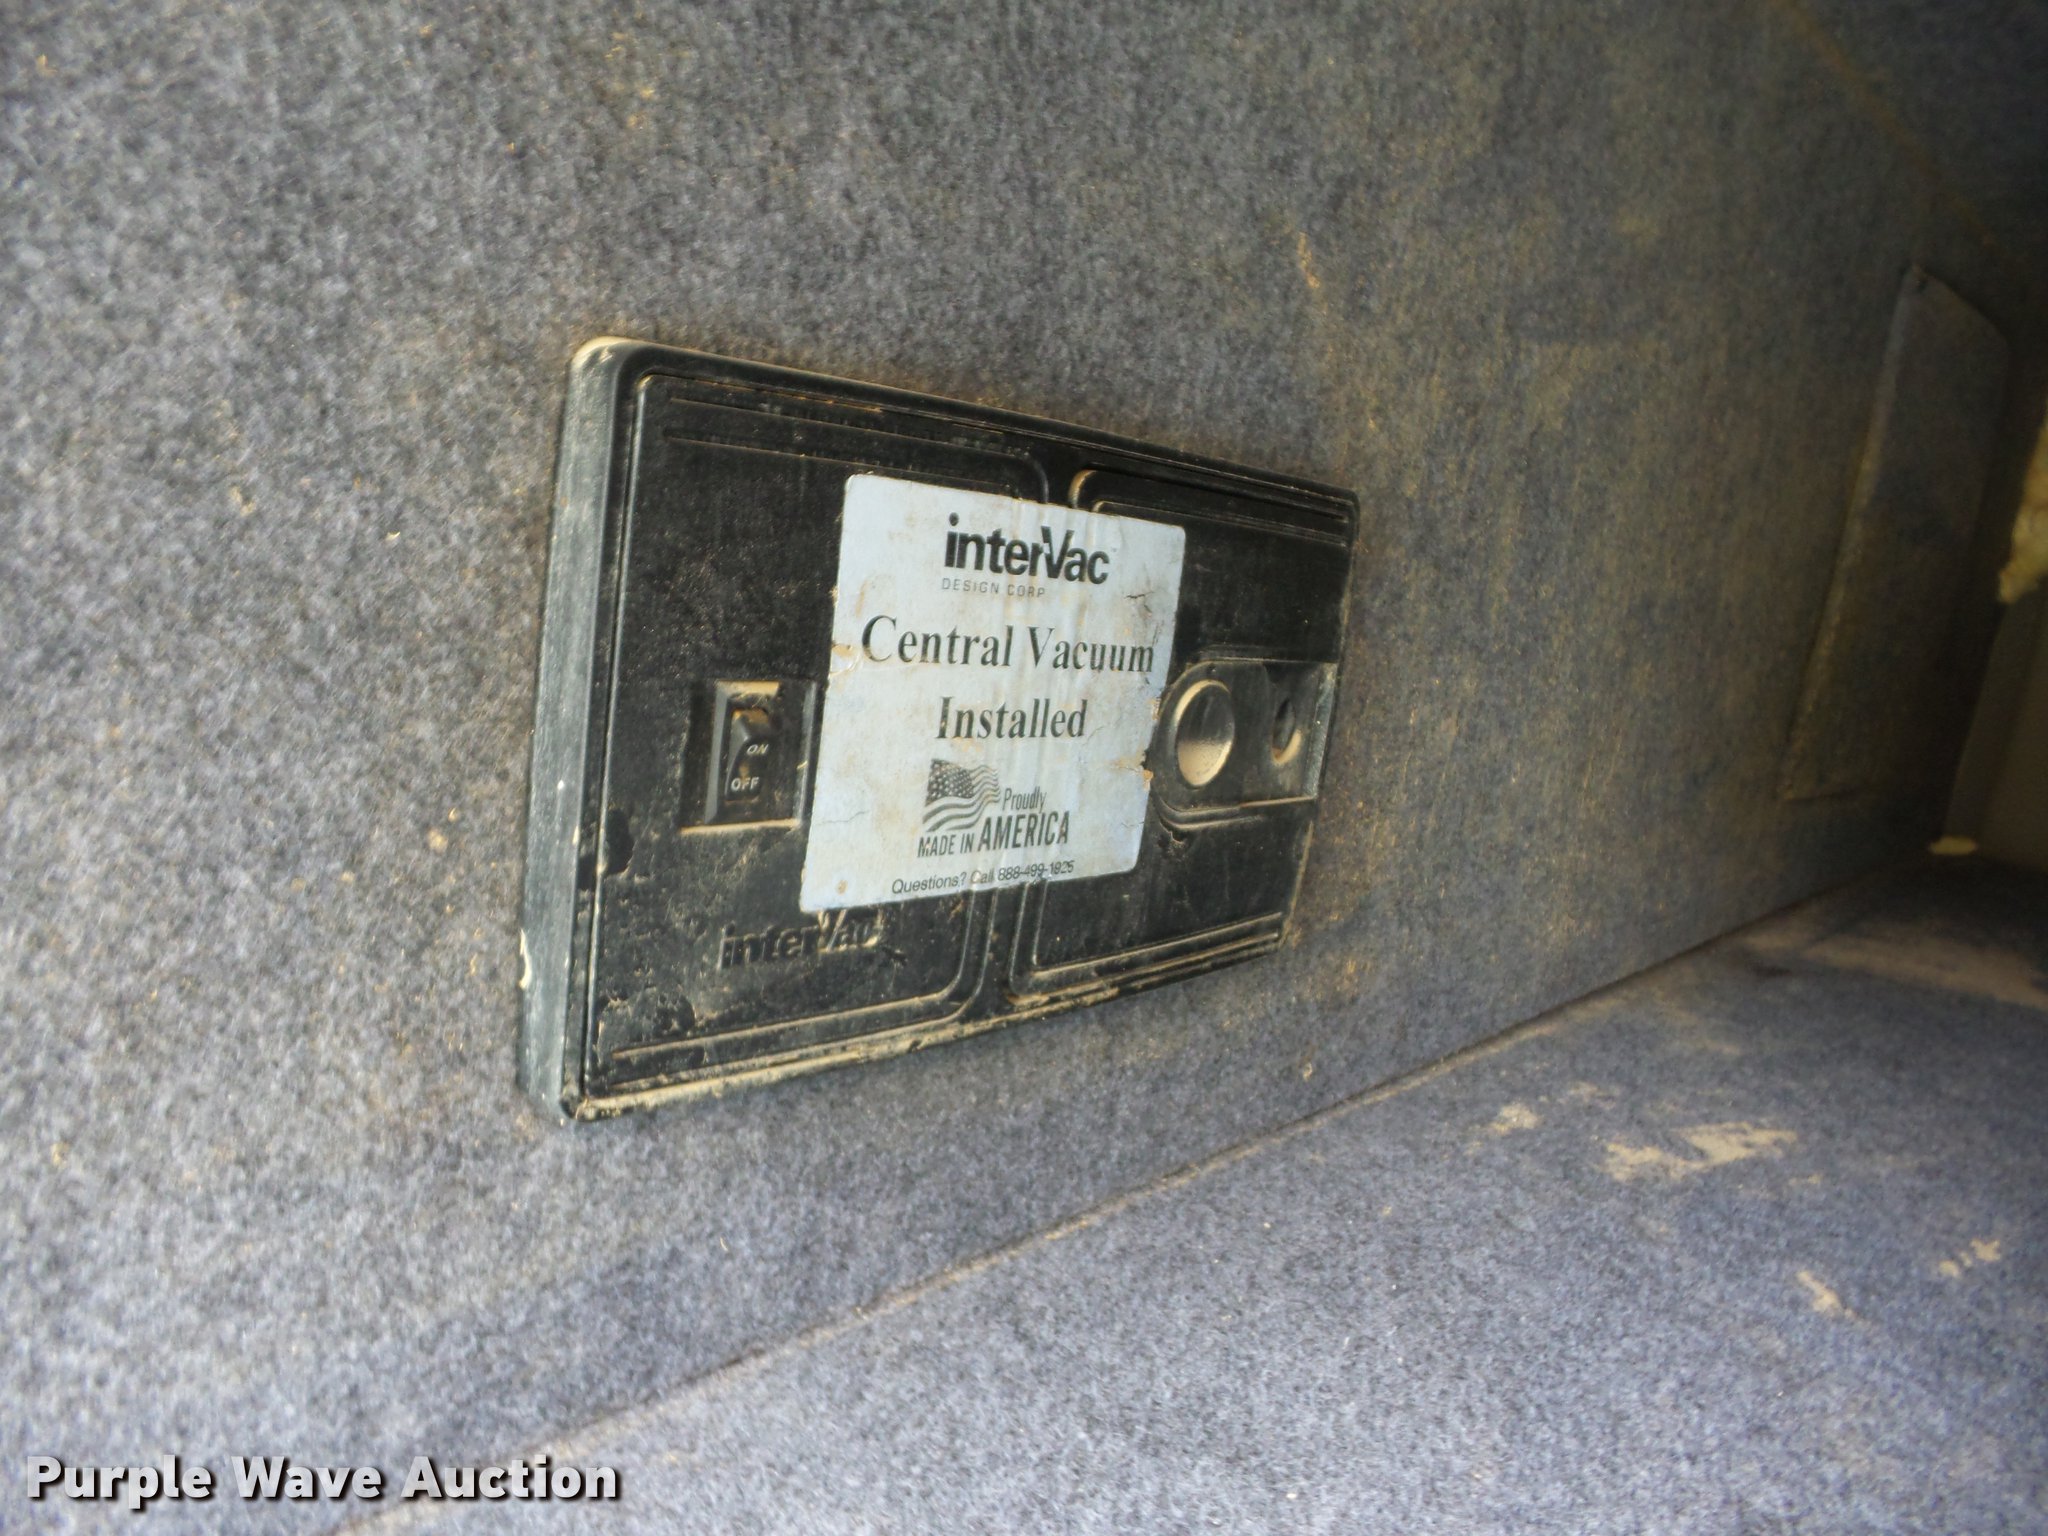 interVac
DESIGN CORP
Central Vacuum
Installed
Proudly
MADE IN AMERICA
Questions? Call 888-499-1925
ON
OFF
interVac
Purple Wave Auction